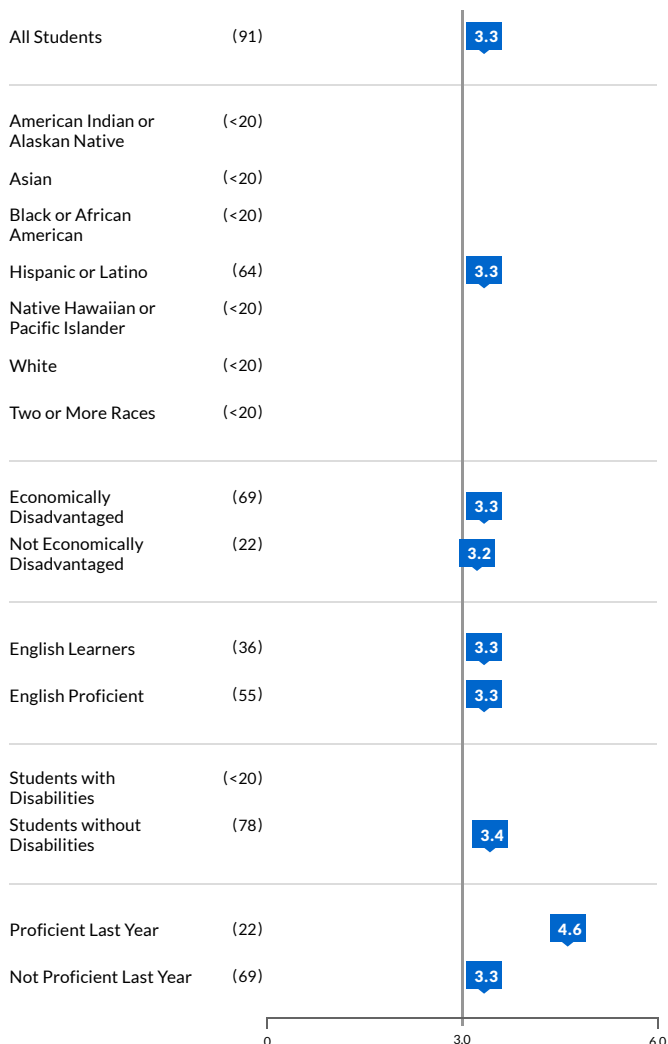 All Students (91) 3.3
American Indian or (<20)
Alaskan Native
Asian (<20)
Black or African (<20)
American
Hispanic or Latino (64) 3.3
Native Hawaiian or (<20)
Pacific Islander
White (<20)
Two or More Races (<20)
Economically (69) 3.3
Disadvantaged
Not Economically (22) 3.2
Disadvantaged
English Learners (36) 3.3
English Proficient (55) 3.3
Students with (<20)
Disabilities
Students without (78) 3.4
Disabilities
Proficient Last Year (22) 4.6
Not Proficient Last Year (69) 3.3
0 3.0 6.0